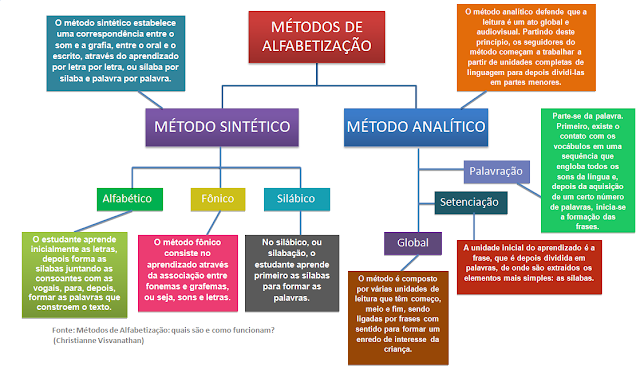 MÉTODOS DE
ALFABETIZAÇÃO
O método sintético estabelece
uma correspondência entre o
som e a grafia, entre o oral e o
escrito, através do aprendizado
por letra por letra, ou sílaba por
sílaba e palavra por palavra.
O método analítico defende que a
leitura é um ato global e
audiovisual. Partindo deste
princípio, os seguidores do
método começam a trabalhar a
partir de unidades completas de
linguagem para depois dividi-las
em partes menores.
MÉTODO SINTÉTICO
MÉTODO ANALÍTICO
Alfabético
Fônico
Silábico
O estudante aprende
inicialmente as letras,
depois forma as
sílabas juntando as
consoantes com as
vogais, para, depois,
formar as palavras que
constroem o texto.
O método fônico
consiste no
aprendizado através
da associação entre
fonemas e grafemas,
ou seja, sons e letras.
No silábico, ou
silabação, o
estudante aprende
primeiro as sílabas
para formar as
palavras.
Palavração
Parte-se da palavra.
Primeiro, existe o
contato com os
vocábulos em uma
sequência que
engloba todos os
sons da língua e,
depois da aquisição
de um certo número
de palavras, inicia-se
a formação das
frases.
Setenciação
A unidade inicial do aprendizado é a
frase, que é depois dividida em
palavras, de onde são extraídos os
elementos mais simples: as sílabas.
Global
O método é composto
por várias unidades de
leitura que têm começo,
meio e fim, sendo
ligadas por frases com
sentido para formar um
enredo de interesse da
criança.
Fonte: Métodos de Alfabetização: quais são e como funcionam?
(Christianne Visvanathan)